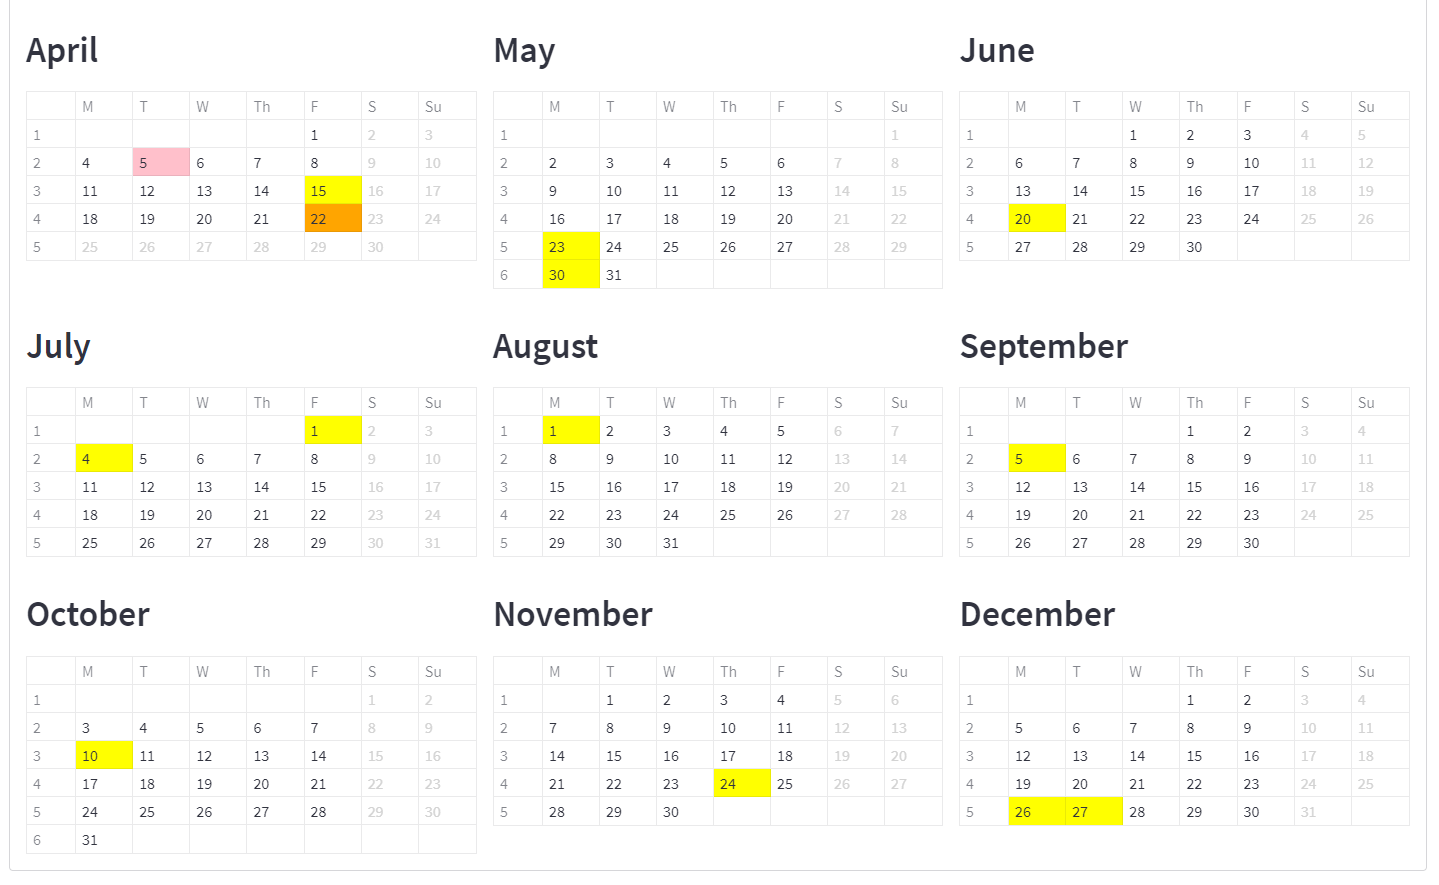 April May June
M T W Th F S Su M T W Th F S Su M T W Th F S Su
1 1 2 3 1 1 1 1 2 3 4 5
2 4 5 6 7 8 9 10 2 2 3 4 5 6 7 8 2 6 7 8 9 10 11 12
3 11 12 13 14 15 16 17 3 9 10 11 12 13 14 15 3 13 14 15 16 17 18 19
4 18 19 20 21 22 23 24 4 16 17 18 19 20 21 22 4 20 21 22 23 24 25 26
5 25 26 27 28 29 30 5 23 24 25 26 27 28 29 5 27 28 29 30
6 30 31
July August September
M T W Th F S Su M T W Th F S Su M T W Th F S Su
1 1 2 3 1 1 2 3 4 5 6 7 1 1 2 3 4
2 4 5 6 7 8 9 10 2 8 9 10 11 12 13 14 2 5 6 7 8 9 10 11
3 11 12 13 14 15 16 17 3 15 16 17 18 19 20 21 3 12 13 14 15 16 17 18
4 18 19 20 21 22 23 24 4 22 23 24 25 26 27 28 4 19 20 21 22 23 24 25
5 25 26 27 28 29 30 31 5 29 30 31 5 26 27 28 29 30
October November December
M T W Th F S Su M T W Th F S Su M T W Th F S Su
1 1 2 1 1 2 3 4 5 6 1 1 2 3 4
2 3 4 5 6 7 8 9 2 7 8 9 10 11 12 13 2 5 6 7 8 9 10 11
3 10 11 12 13 14 15 16 3 14 15 16 17 18 19 20 3 12 13 14 15 16 17 18
4 17 18 19 20 21 22 23 4 21 22 23 24 25 26 27 4 19 20 21 22 23 24 25
5 24 25 26 27 28 29 30 5 28 29 30 5 26 27 28 29 30 31
6 31